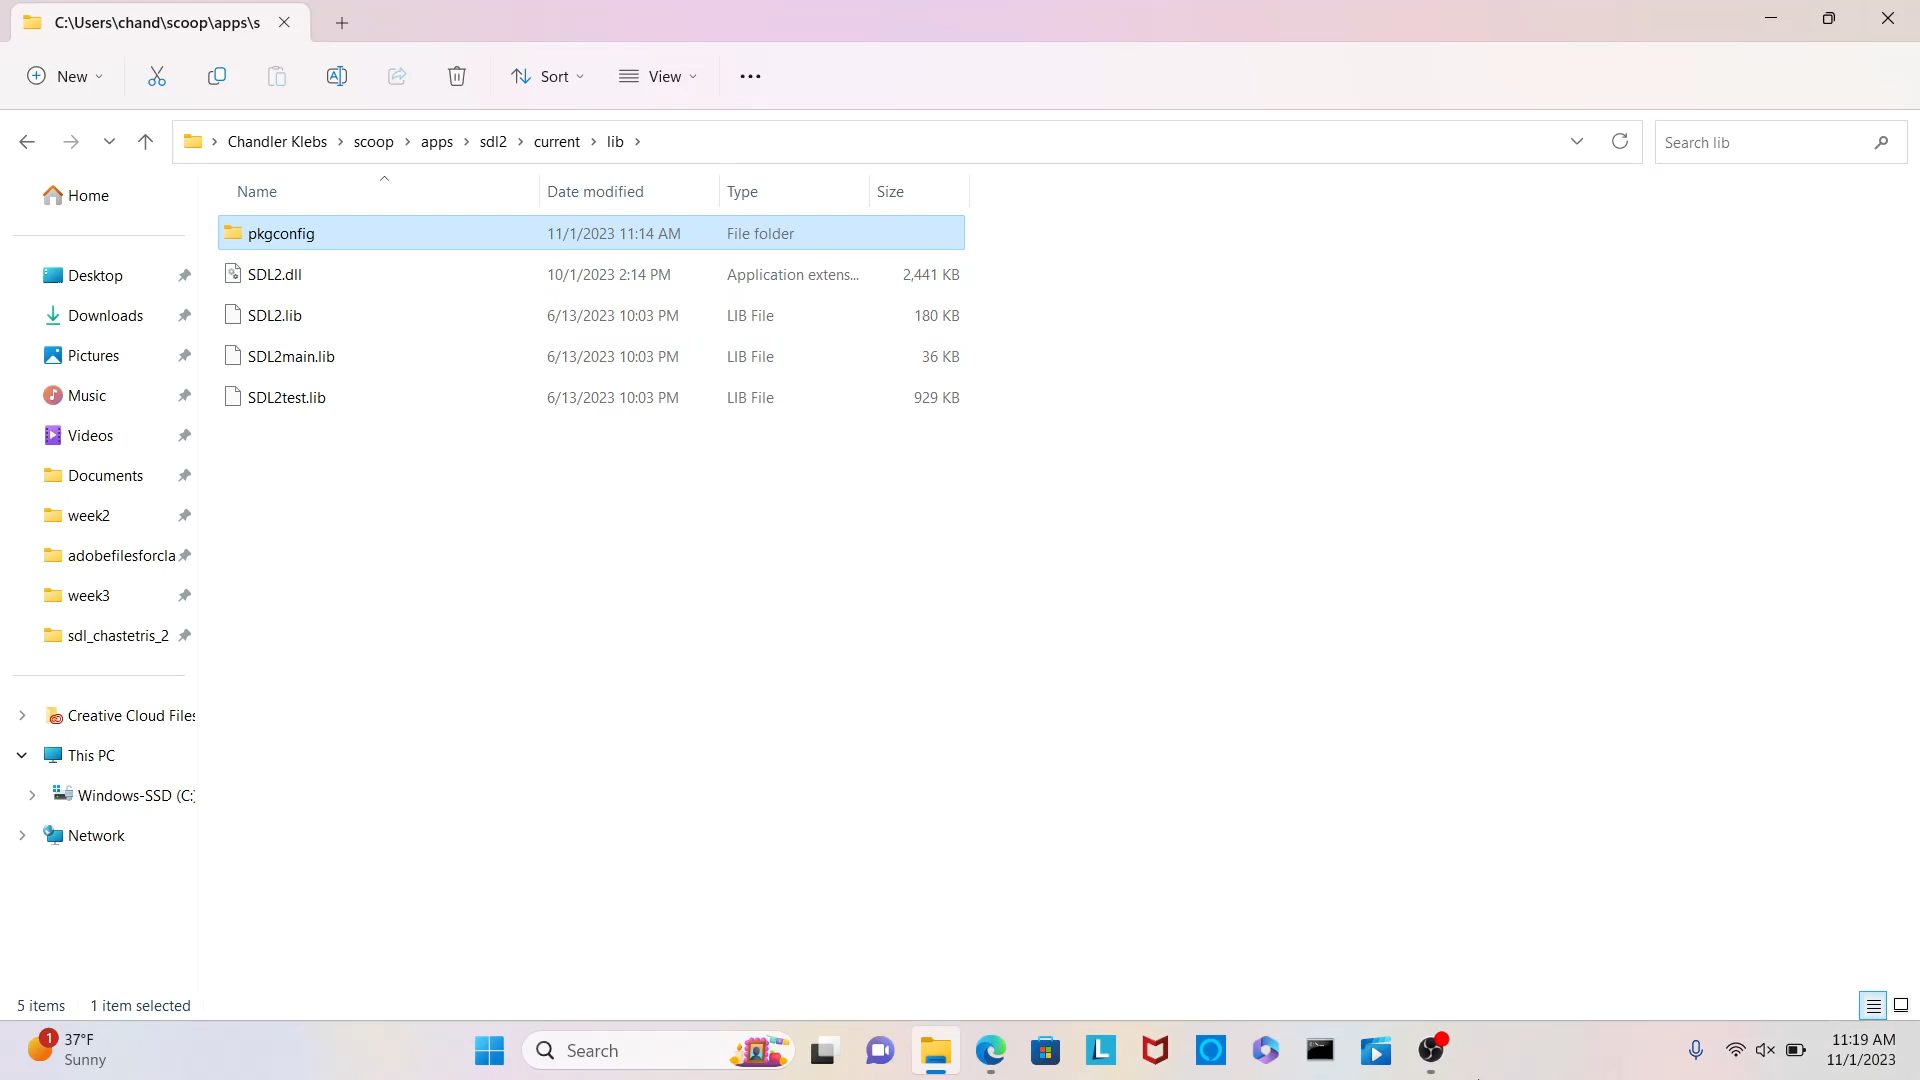 C:\Users\chand\scoop\apps\s
New
Sort
View
Chandler Klebs
scoop
apps
sdl2
current
lib
Search lib
Name
Date modified
Type
Size
pkgconfig 11/1/2023 11:14 AM File folder
SDL2.dll 10/1/2023 2:14 PM Application extens... 2,441 KB
SDL2.lib 6/13/2023 10:03 PM LIB File 180 KB
SDL2main.lib 6/13/2023 10:03 PM LIB File 36 KB
SDL2test.lib 6/13/2023 10:03 PM LIB File 929 KB
Home
Desktop
Downloads
Pictures
Music
Videos
Documents
week2
adobefilesforcla
week3
sdl_chastetris_2
Creative Cloud Files
This PC
Windows-SSD (C:)
Network
5 items 1 item selected
1
37°F
Sunny
Search
L
11:19 AM
11/1/2023